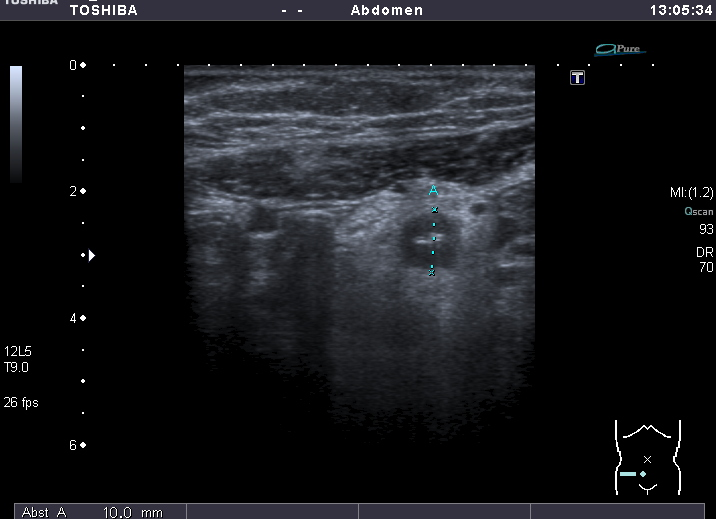 TOSHIBA
TOSHIBA - - Abdomen 13:05:34
aPure
T
0
2
4
6
A
MI:(1.2)
Qscan
93
DR
70
12L5
T9.0
26 fps
Abst A 10.0 mm